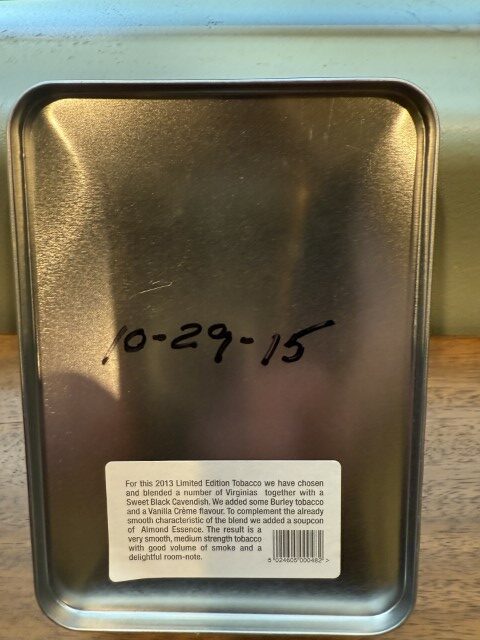 10-29-15
For this 2013 Limited Edition Tobacco we have chosen
and blended a number of Virginias together with a
Sweet Black Cavendish. We added some Burley tobacco
and a Vanilla Crème flavour. To complement the already
smooth characteristic of the blend we added a soupcon
of Almond Essence. The result is a
very smooth, medium strength tobacco
with good volume of smoke and a
delightful room-note.
5 024605 000482 >